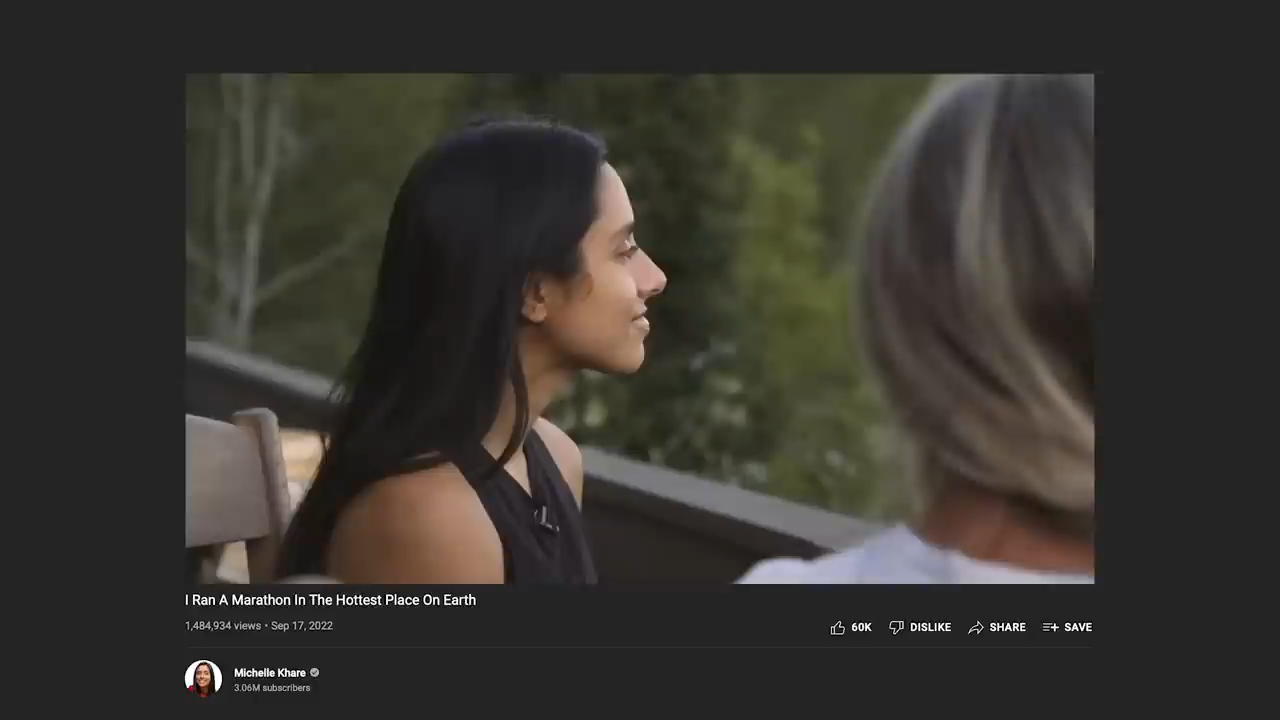 I Ran A Marathon In The Hottest Place On Earth
1,484,934 views • Sep 17, 2022
60K DISLIKE SHARE SAVE
Michelle Khare
3.06M subscribers